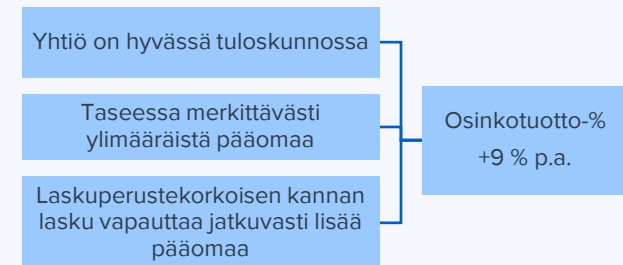 Yhtiö on hyvässä tuloskunnossa
Taseessa merkittävästi
ylimääräistä pääomaa
Laskuperustekorkoisen kannan
lasku vapauttaa jatkuvasti lisää
pääomaa
Osinkotuotto-%
+9 % p.a.